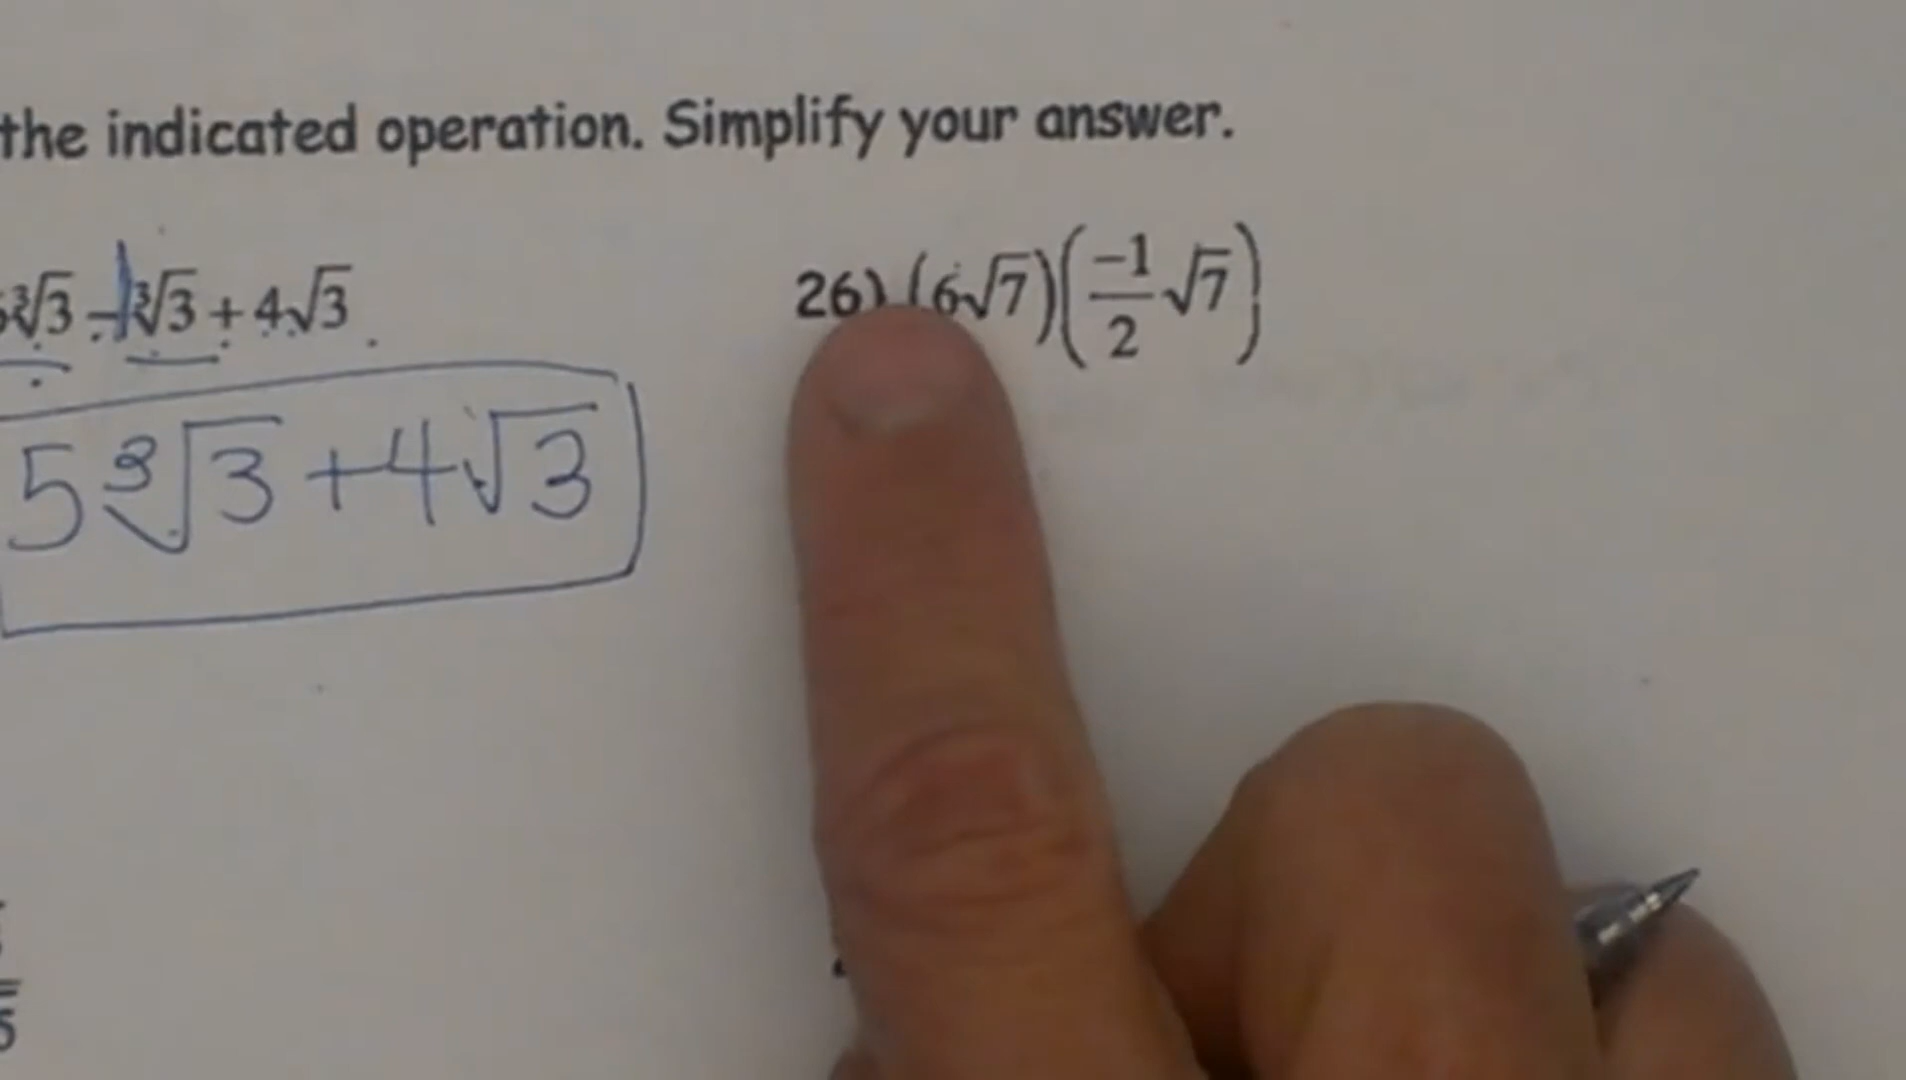 the indicated operation. Simplify your answer.
∛3 - 1∛3 + 4√3
26) (6√7)(-1/2 √7)
5∛3 + 4√3